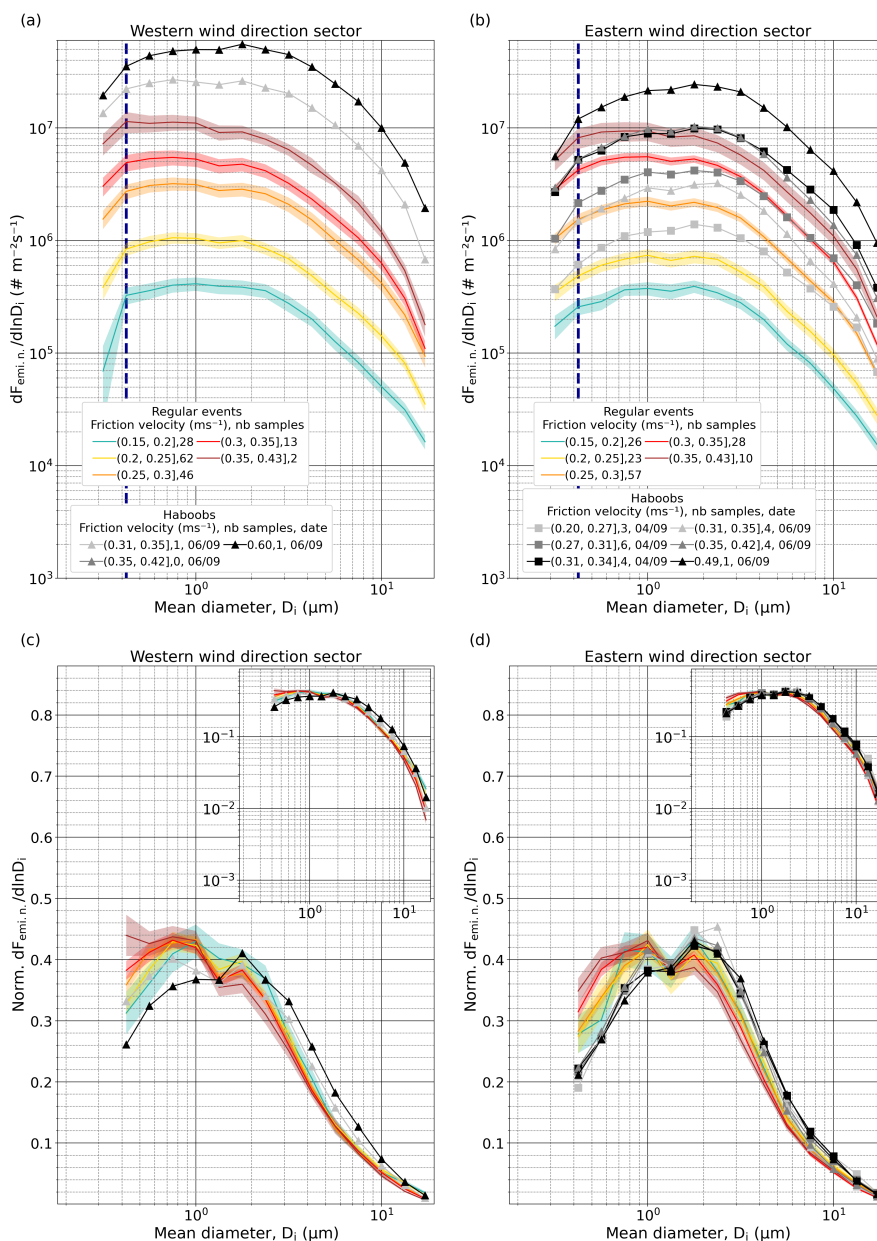 (a)
Western wind direction sector
10⁷
10⁶
10⁵
10⁴
10³
dFₑₘᵢ. ₙ./dlnDᵢ (# m⁻²s⁻¹)
Regular events
Friction velocity (ms⁻¹), nb samples
(0.15, 0.2],28
(0.3, 0.35],13
(0.2, 0.25],62
(0.35, 0.43],2
(0.25, 0.3],46
Haboobs
Friction velocity (ms⁻¹), nb samples, date
(0.31, 0.35],1, 06/09
0.60,1, 06/09
(0.35, 0.42],0, 06/09
10⁰
10¹
Mean diameter, Dᵢ (μm)
(b)
Eastern wind direction sector
10⁷
10⁶
10⁵
10⁴
10³
dFₑₘᵢ. ₙ./dlnDᵢ (# m⁻²s⁻¹)
Regular events
Friction velocity (ms⁻¹), nb samples
(0.15, 0.2],26
(0.3, 0.35],28
(0.2, 0.25],23
(0.35, 0.43],10
(0.25, 0.3],57
Haboobs
Friction velocity (ms⁻¹), nb samples, date
(0.20, 0.27],3, 04/09
(0.31, 0.35],4, 06/09
(0.27, 0.31],6, 04/09
(0.35, 0.42],4, 06/09
(0.31, 0.34],4, 04/09
0.49,1, 06/09
10⁰
10¹
Mean diameter, Dᵢ (μm)
(c)
Western wind direction sector
0.8
0.7
0.6
0.5
0.4
0.3
0.2
0.1
Norm. dFₑₘᵢ. ₙ./dlnDᵢ
10⁻¹
10⁻²
10⁻³
10⁰
10¹
10⁰
10¹
Mean diameter, Dᵢ (μm)
(d)
Eastern wind direction sector
0.8
0.7
0.6
0.5
0.4
0.3
0.2
0.1
Norm. dFₑₘᵢ. ₙ./dlnDᵢ
10⁻¹
10⁻²
10⁻³
10⁰
10¹
10⁰
10¹
Mean diameter, Dᵢ (μm)